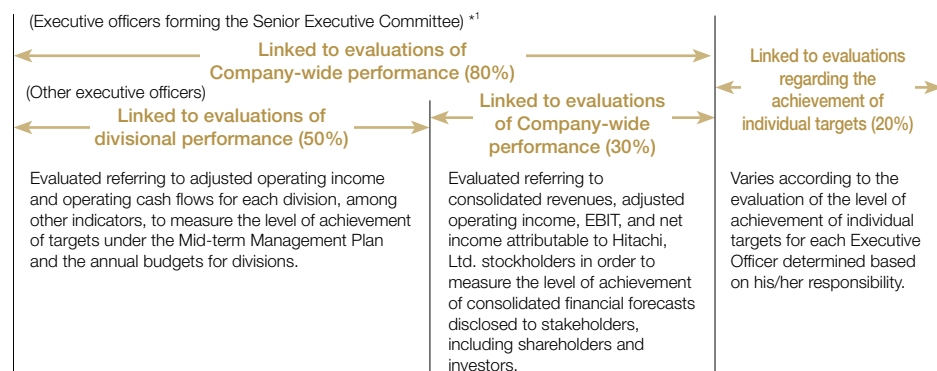 (Executive officers forming the Senior Executive Committee) *1
Linked to evaluations of
Company-wide performance (80%)
(Other executive officers)
Linked to evaluations of
divisional performance (50%)
Evaluated referring to adjusted operating income
and operating cash flows for each division, among
other indicators, to measure the level of achievement
of targets under the Mid-term Management Plan
and the annual budgets for divisions.
Linked to evaluations
of Company-wide
performance (30%)
Evaluated referring to
consolidated revenues, adjusted
operating income, EBIT, and net
income attributable to Hitachi,
Ltd. stockholders in order to
measure the level of achievement
of consolidated financial forecasts
disclosed to stakeholders,
including shareholders and
investors.
Linked to evaluations
regarding the
achievement of
individual targets (20%)
Varies according to the
evaluation of the level of
achievement of individual
targets for each Executive
Officer determined based
on his/her responsibility.